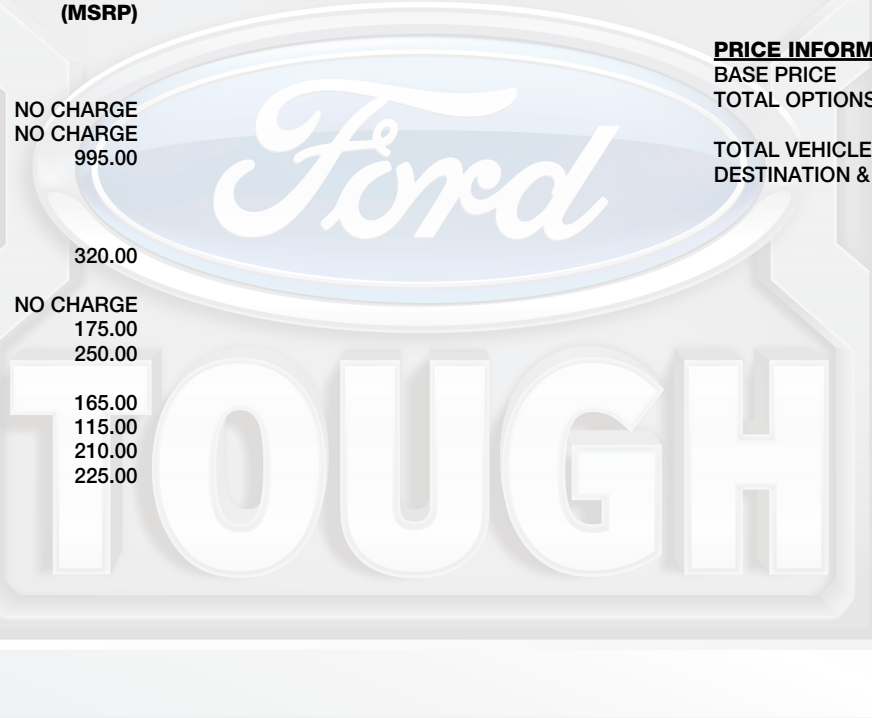 (MSRP)
NO CHARGE
NO CHARGE
995.00
320.00
NO CHARGE
175.00
250.00
165.00
115.00
210.00
225.00
PRICE INFORM
BASE PRICE
TOTAL OPTIONS
TOTAL VEHICLE
DESTINATION &
Ford
TOUGH